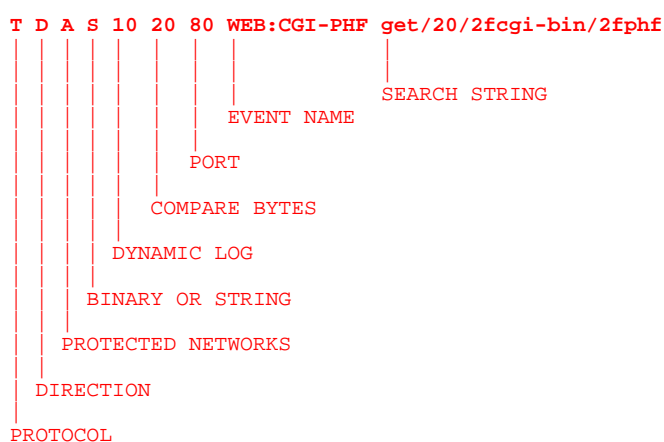 T D A S 10 20 80 WEB:CGI-PHF get/20/2fcgi-bin/2fphf
SEARCH STRING
EVENT NAME
PORT
COMPARE BYTES
DYNAMIC LOG
BINARY OR STRING
PROTECTED NETWORKS
DIRECTION
PROTOCOL